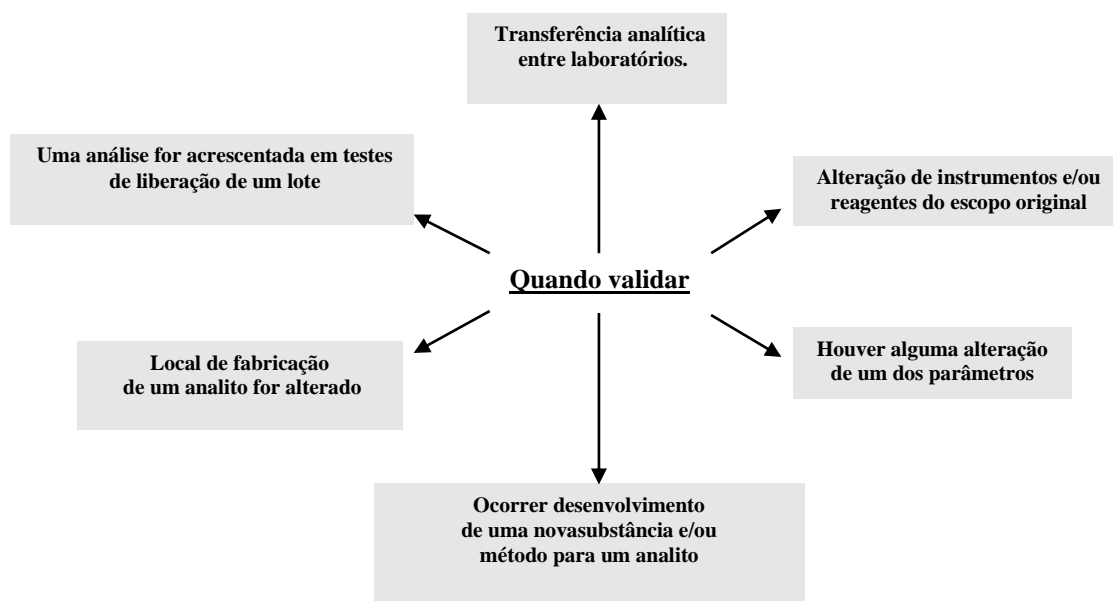 Transferência analítica
entre laboratórios.
Uma análise for acrescentada em testes
de liberação de um lote
Alteração de instrumentos e/ou
reagentes do escopo original
Quando validar
Local de fabricação
de um analito for alterado
Houver alguma alteração
de um dos parâmetros
Ocorrer desenvolvimento
de uma novasubstância e/ou
método para um analito